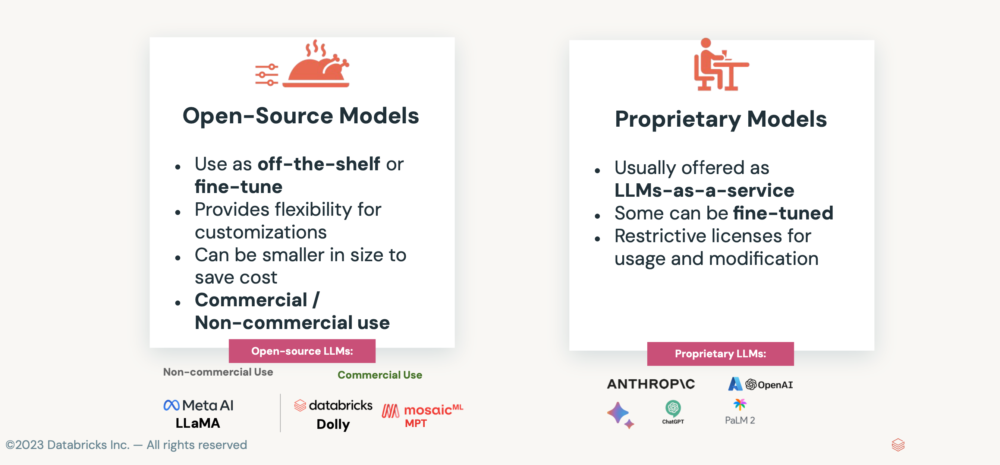 Open-Source Models
Use as off-the-shelf or
fine-tune
Provides flexibility for
customizations
Can be smaller in size to
save cost
Commercial /
Non-commercial use
Open-source LLMs:
Non-commercial Use
Commercial Use
Meta AI
LLaMA
databricks
Dolly
mosaicML
MPT
Proprietary Models
Usually offered as
LLMs-as-a-service
Some can be fine-tuned
Restrictive licenses for
usage and modification
Proprietary LLMs:
ANTHROP\C
OpenAI
ChatGPT
PaLM 2
©2023 Databricks Inc. — All rights reserved